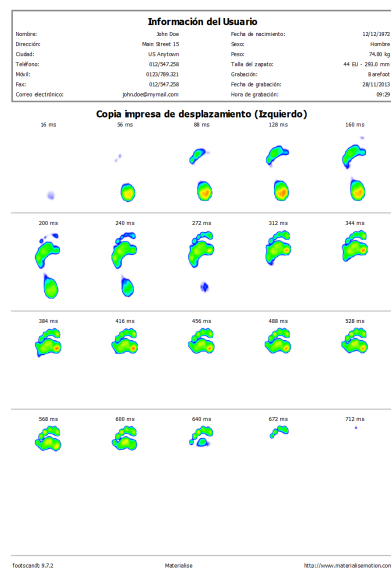 Información del Usuario
Nombre: John Doe Fecha de nacimiento: 12/12/1972
Dirección: Main Street 15 Sexo: Hombre
Ciudad: US Anytown Peso: 74.80 kg
Teléfono: 012/547.258 Talla del zapato: 44 EU - 293.0 mm
Móvil: 0123/789.321 Grabación: Barefoot
Fax: 012/547.258 Fecha de grabación: 28/11/2013
Correo electrónico: john.doe@mymail.com Hora de grabación: 09:29
Copia impresa de desplazamiento (Izquierdo)
16 ms 56 ms 88 ms 128 ms 160 ms
200 ms 240 ms 272 ms 312 ms 344 ms
384 ms 416 ms 456 ms 488 ms 528 ms
568 ms 600 ms 640 ms 672 ms 712 ms
footscan® 9.7.2 Materialise http://www.materialisemotion.com